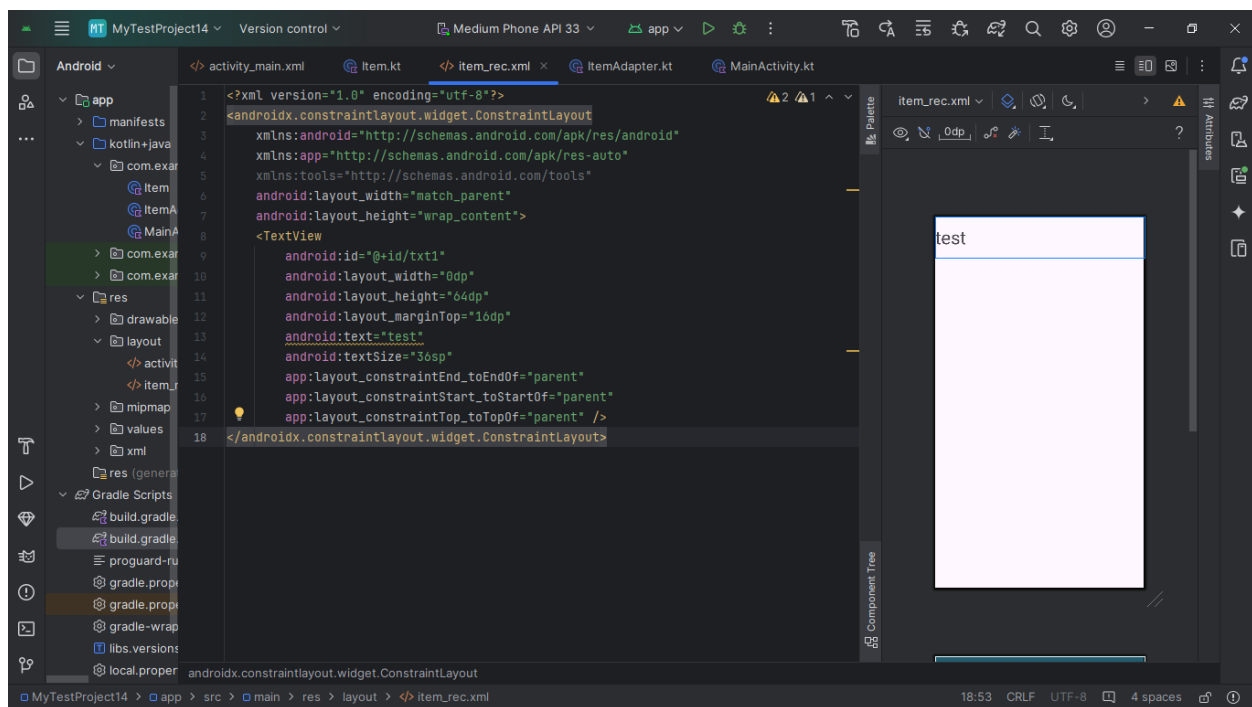 MT MyTestProject14 Version control Medium Phone API 33 app
Android
activity_main.xml Item.kt item_rec.xml ItemAdapter.kt MainActivity.kt
app
manifests
kotlin+java
com.exar
Item
ItemA
MainA
com.exar
com.exar
res
drawable
layout
activit
item_r
mipmap
values
xml
res (genera
Gradle Scripts
build.gradle.
build.gradle.
proguard-ru
gradle.prope
gradle.prope
gradle-wrap
libs.versions
local.proper
1 <?xml version="1.0" encoding="utf-8"?>
2 <androidx.constraintlayout.widget.ConstraintLayout
3 xmlns:android="http://schemas.android.com/apk/res/android"
4 xmlns:app="http://schemas.android.com/apk/res-auto"
5 xmlns:tools="http://schemas.android.com/tools"
6 android:layout_width="match_parent"
7 android:layout_height="wrap_content">
8 <TextView
9 android:id="@+id/txt1"
10 android:layout_width="0dp"
11 android:layout_height="64dp"
12 android:layout_marginTop="16dp"
13 android:text="test"
14 android:textSize="36sp"
15 app:layout_constraintEnd_toEndOf="parent"
16 app:layout_constraintStart_toStartOf="parent"
17 app:layout_constraintTop_toTopOf="parent" />
18 </androidx.constraintlayout.widget.ConstraintLayout>
2 1
Palette
Component Tree
item_rec.xml
0dp
?
test
Attributes
androidx.constraintlayout.widget.ConstraintLayout
MyTestProject14 > app > src > main > res > layout > item_rec.xml 18:53 CRLF UTF-8 4 spaces